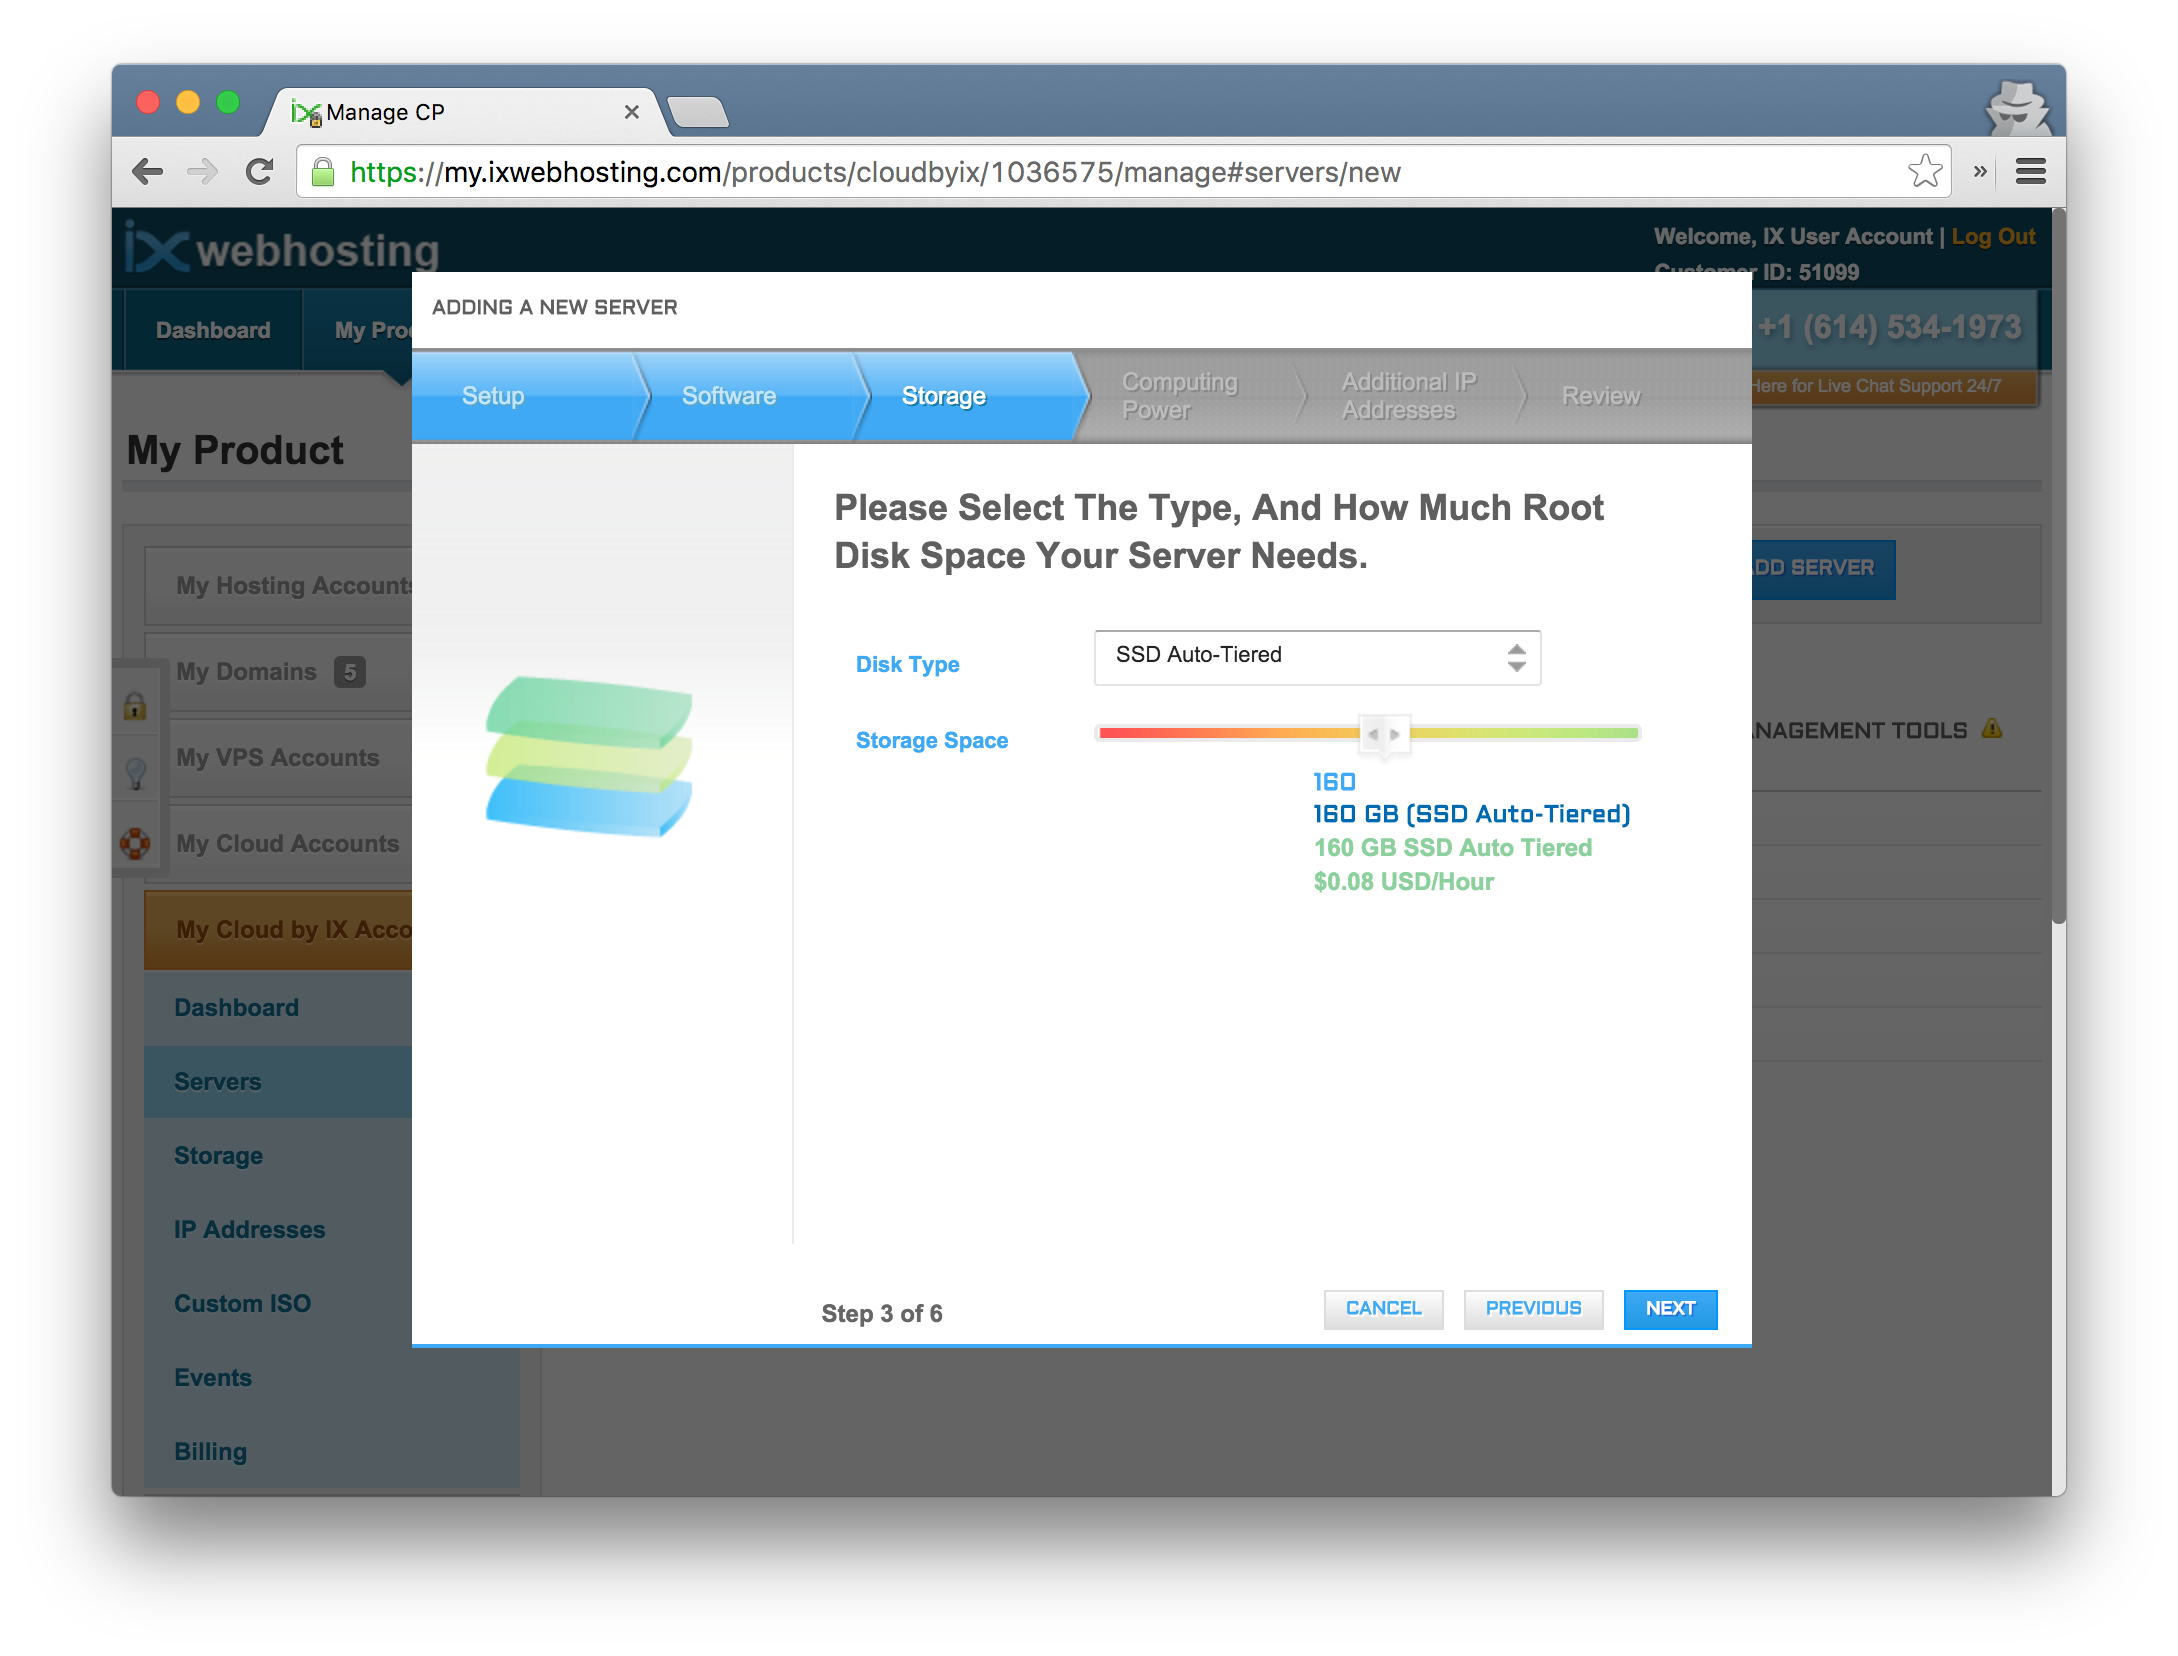 Manage CP
https://my.ixwebhosting.com/products/cloudbyix/1036575/manage#servers/new
ix webhosting
Welcome, IX User Account | Log Out
Customer ID: 51099
Dashboard
My Pro
+1 (614) 534-1973
Here for Live Chat Support 24/7
ADDING A NEW SERVER
Setup
Software
Storage
Computing
Power
Additional IP
Addresses
Review
My Product
My Hosting Accounts
My Domains 5
My VPS Accounts
My Cloud Accounts
My Cloud by IX Acco
Dashboard
Servers
Storage
IP Addresses
Custom ISO
Events
Billing
DD SERVER
NAGEMENT TOOLS
Please Select The Type, And How Much Root
Disk Space Your Server Needs.
Disk Type
SSD Auto-Tiered
Storage Space
160
160 GB (SSD Auto-Tiered)
160 GB SSD Auto Tiered
$0.08 USD/Hour
Step 3 of 6
CANCEL
PREVIOUS
NEXT